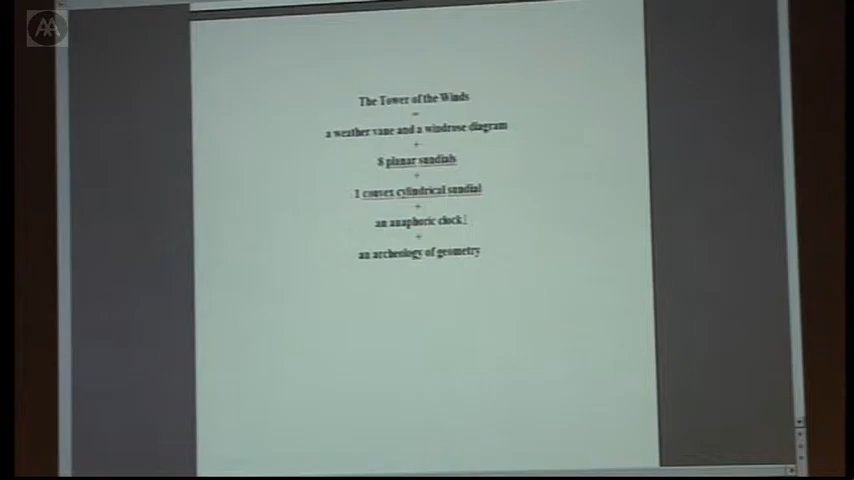 AA
The Tower of the Winds
=
a weather vane and a windrose diagram
+
8 planar sundials
+
1 convex cylindrical sundial
+
an anaphoric clock
+
an archeology of geometry